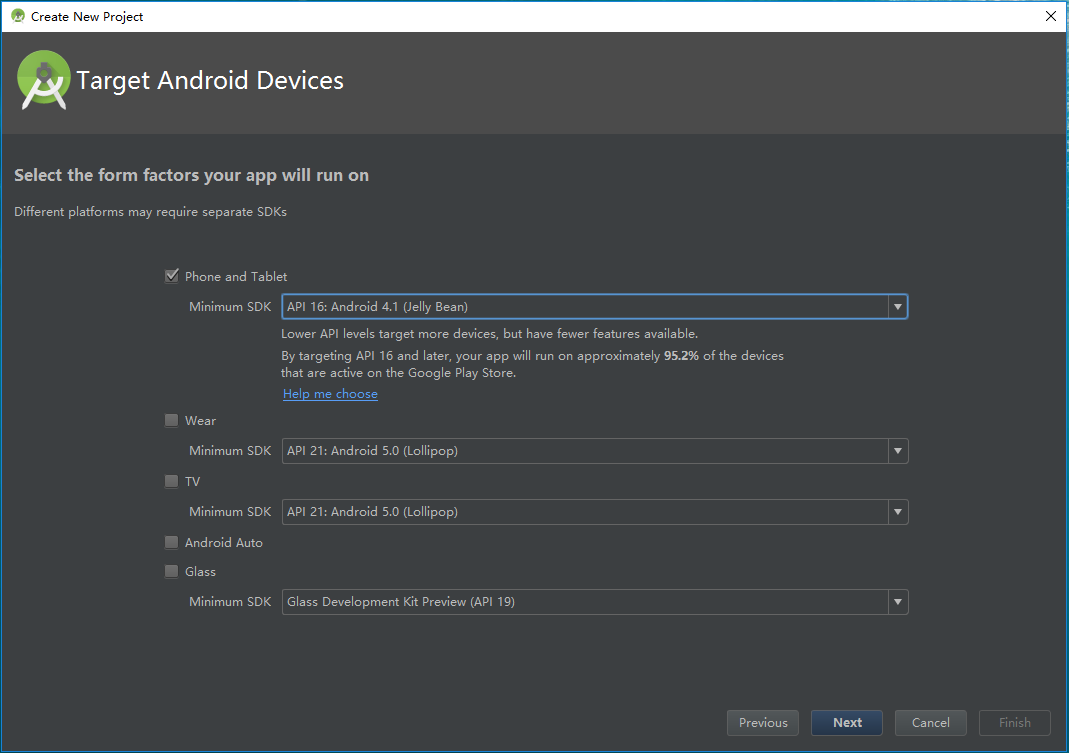 Create New Project
Target Android Devices
Select the form factors your app will run on
Different platforms may require separate SDKs
Phone and Tablet
Minimum SDK API 16: Android 4.1 (Jelly Bean)
Lower API levels target more devices, but have fewer features available.
By targeting API 16 and later, your app will run on approximately 95.2% of the devices
that are active on the Google Play Store.
Help me choose
Wear
Minimum SDK API 21: Android 5.0 (Lollipop)
TV
Minimum SDK API 21: Android 5.0 (Lollipop)
Android Auto
Glass
Minimum SDK Glass Development Kit Preview (API 19)
Previous Next Cancel Finish